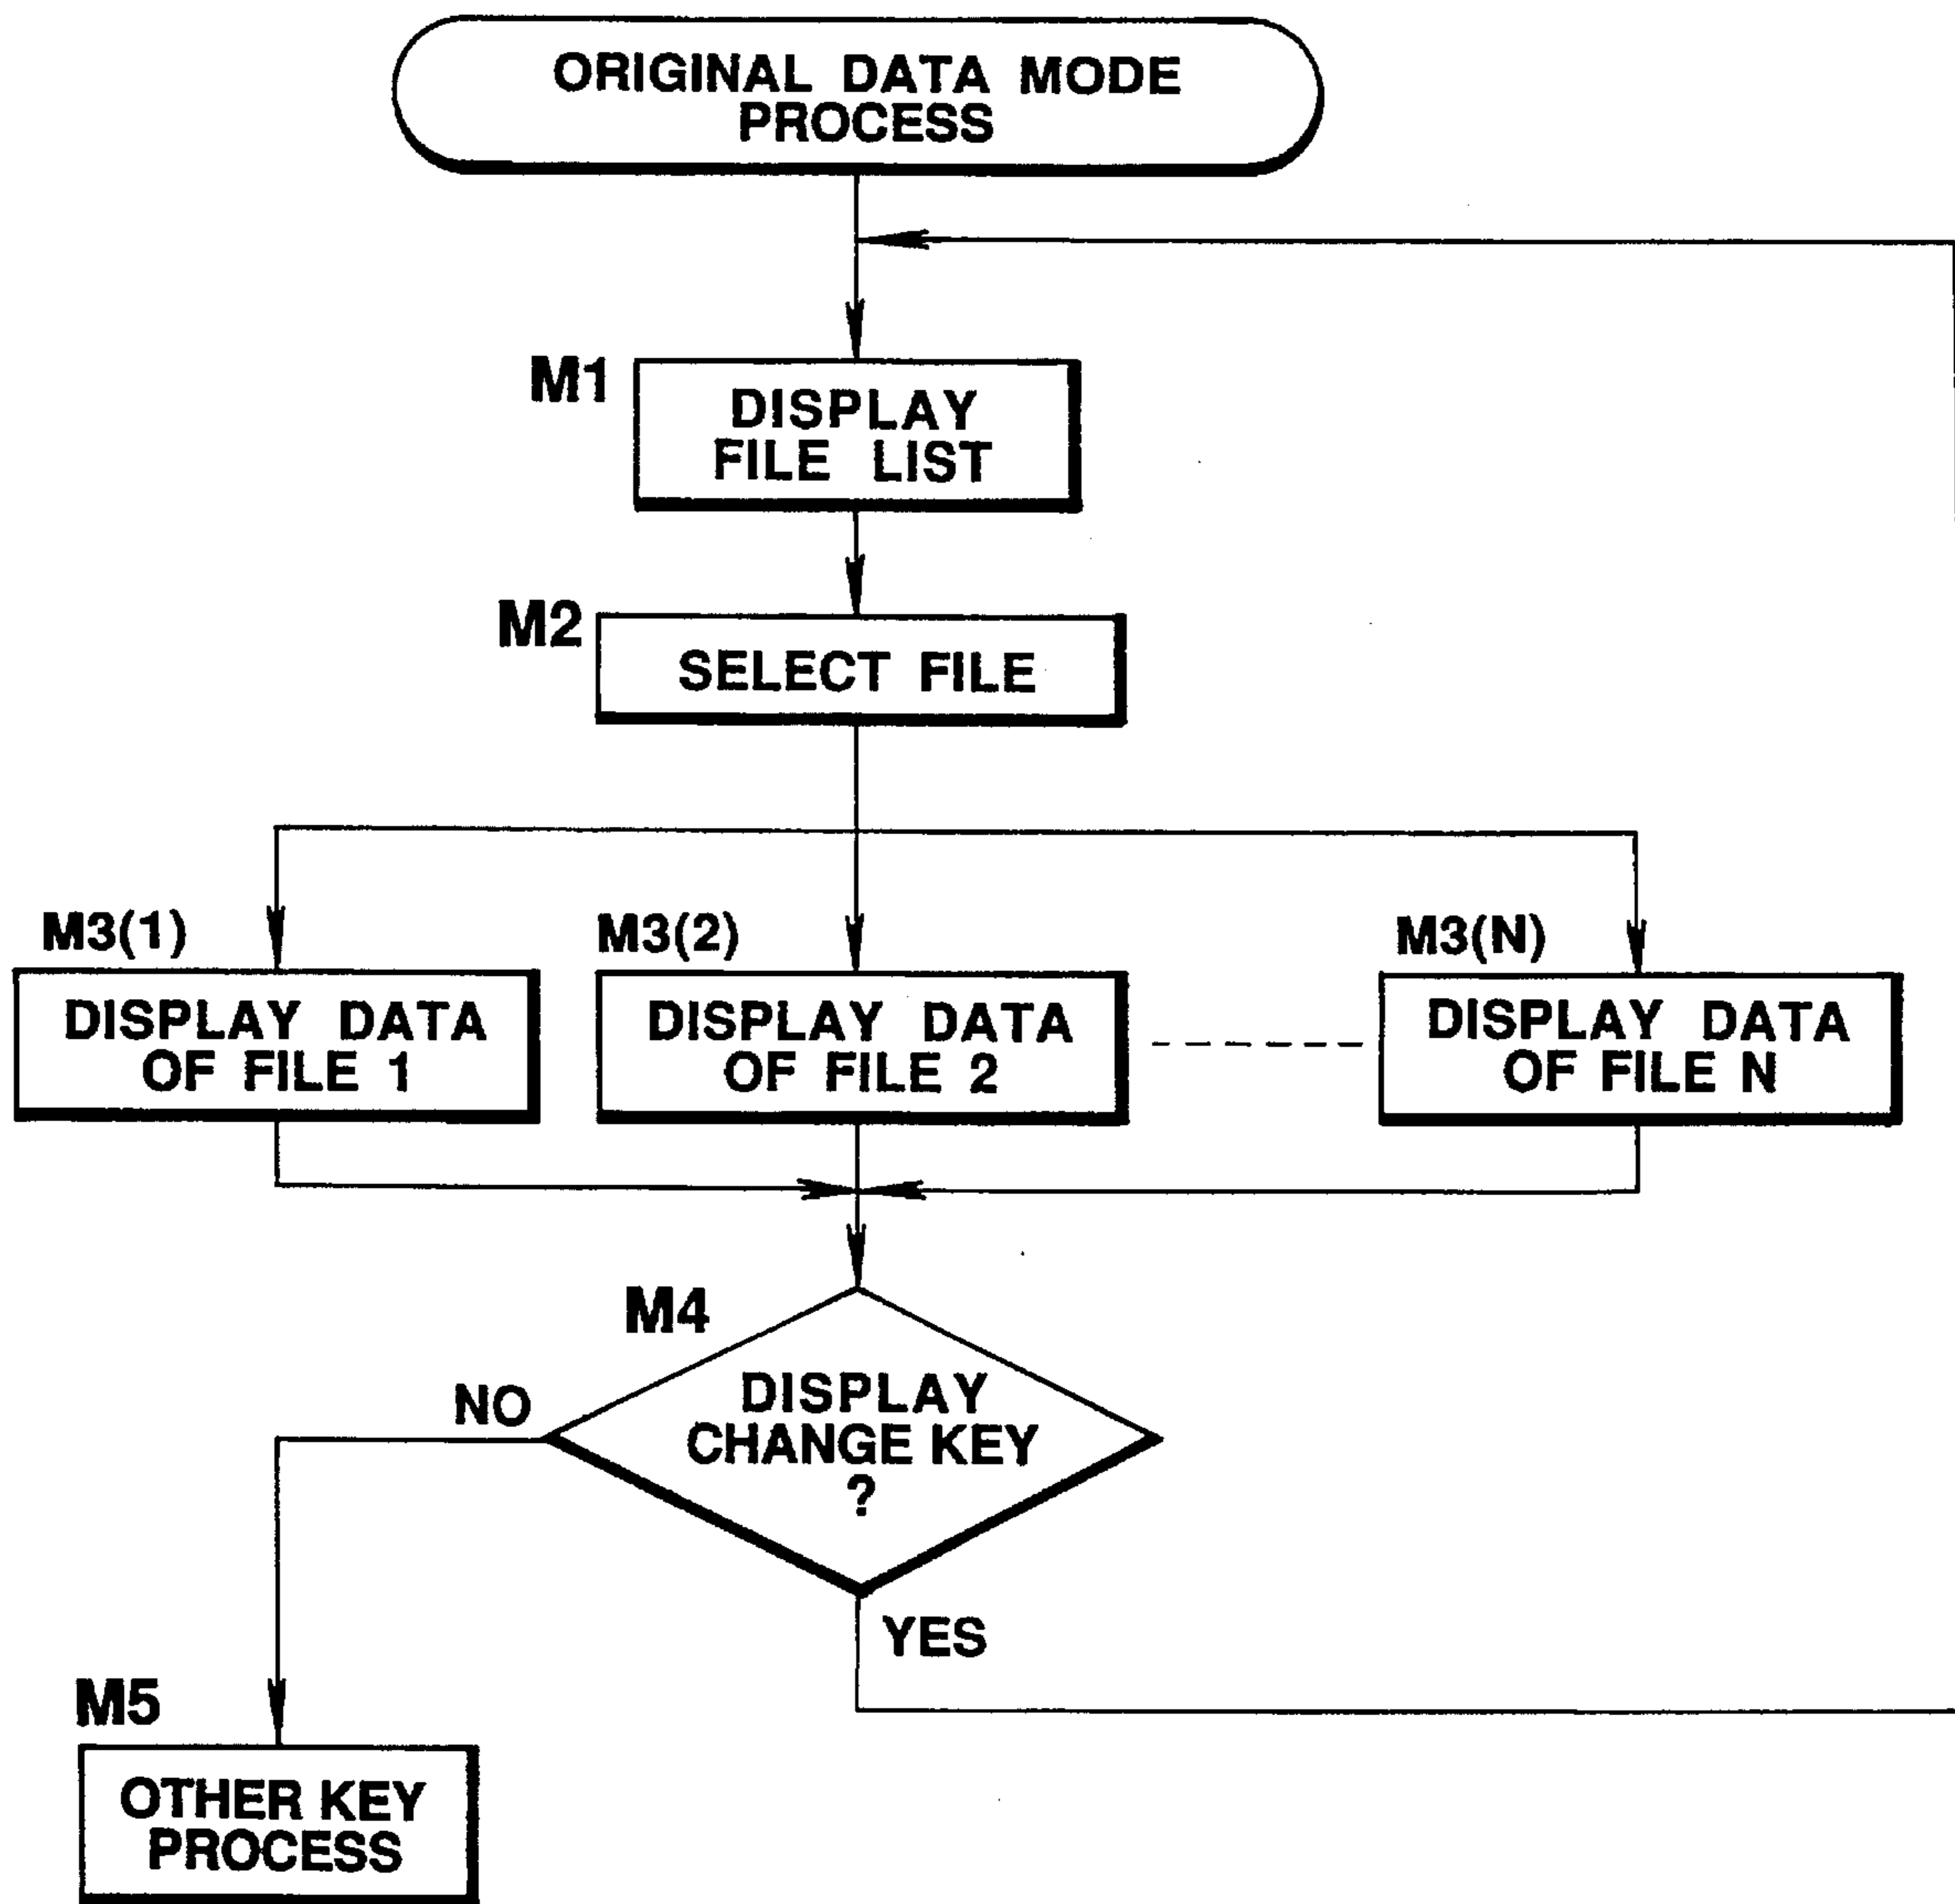 ORIGINAL DATA MODE
PROCESS
M1
DISPLAY
FILE LIST
M2
SELECT FILE
M3(1)
DISPLAY DATA
OF FILE 1
M3(2)
DISPLAY DATA
OF FILE 2
M3(N)
DISPLAY DATA
OF FILE N
M4
DISPLAY
CHANGE KEY
?
NO
YES
M5
OTHER KEY
PROCESS